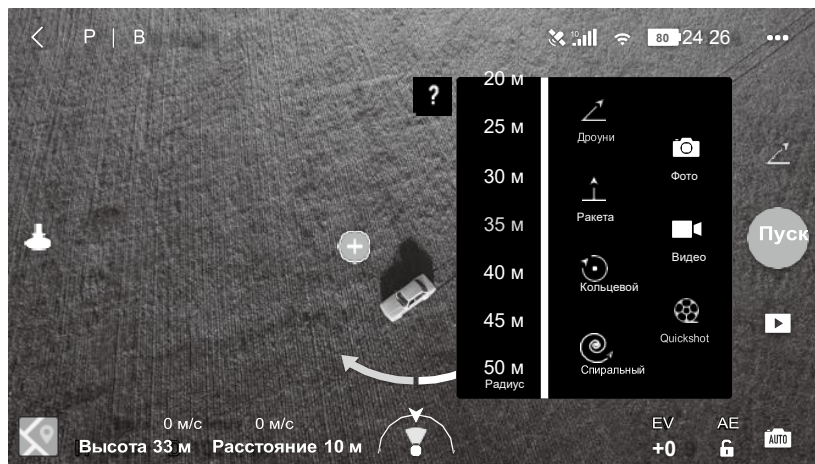 P | B
10
80 24 26
?
20 м
25 м
30 м
35 м
40 м
45 м
50 м
Радиус
Дроуни
Ракета
Кольцевой
Спиральный
Фото
Видео
Quickshot
Пуск
0 м/с
0 м/с
Высота 33 м Расстояние 10 м
EV
+0
AE
AUTO